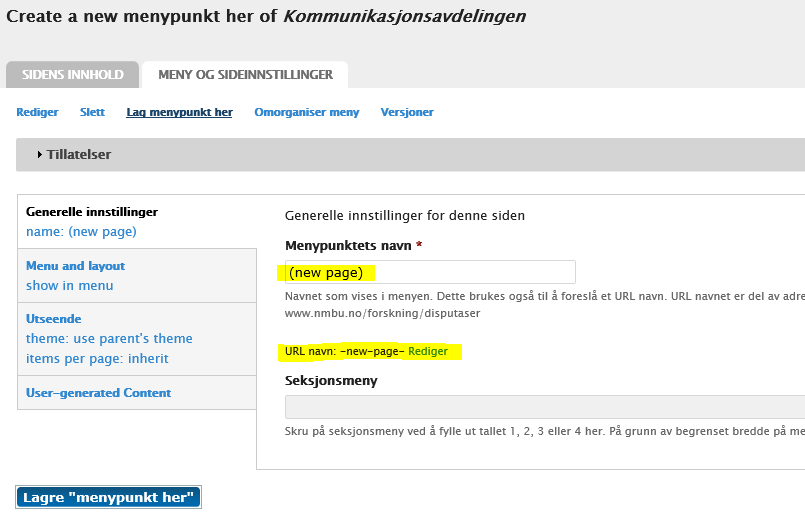 Create a new menypunkt her of Kommunikasjonsavdelingen
SIDENS INNHOLD MENY OG SIDEINNSTILLINGER
Rediger Slett Lag menypunkt her Omorganiser meny Versjoner
Tillatelser
Generelle innstillinger
name: (new page)
Menu and layout
show in menu
Utseende
theme: use parent's theme
items per page: inherit
User-generated Content
Generelle innstillinger for denne siden
Menypunktets navn *
(new page)
Navnet som vises i menyen. Dette brukes også til å foreslå et URL navn. URL navnet er del av adre
www.nmbu.no/forskning/disputaser
URL navn: -new-page- Rediger
Seksjonsmeny
Skru på seksjonsmeny ved å fylle ut tallet 1, 2, 3 eller 4 her. På grunn av begrenset bredde på me
Lagre "menypunkt her"